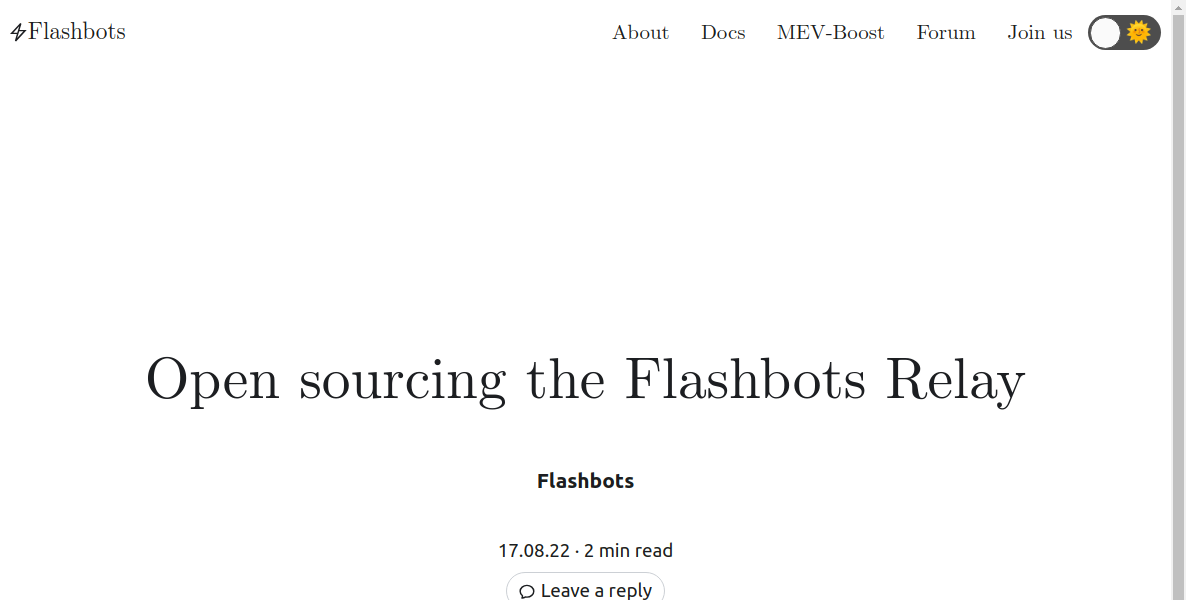 Flashbots
About Docs MEV-Boost Forum Join us
Open sourcing the Flashbots Relay
Flashbots
17.08.22 · 2 min read
Leave a reply